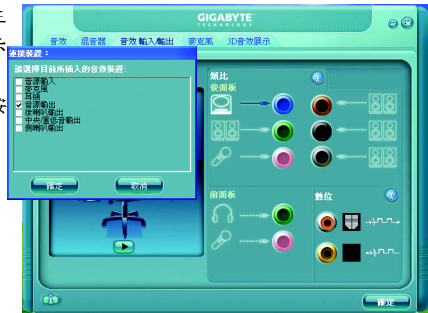 GIGABYTE
TECHNOLOGY
音效 混音器 音效 輸入/輸出 麥克風 3D音效展示
連接裝置:
請選擇目前所插入的音效裝置:
音源輸入
麥克風
耳機
音源輸出
後喇叭輸出
中央/重低音輸出
側喇叭輸出
確定 取消
類比
後面板
前面板
數位
確定